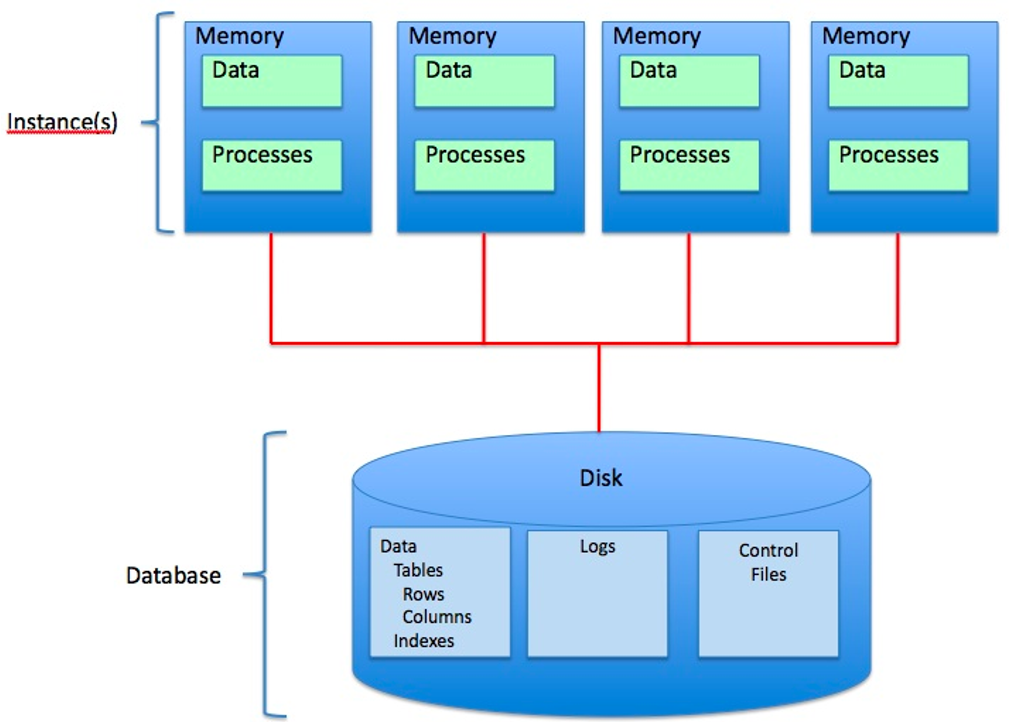 Memory
Data
Processes
Memory
Data
Processes
Memory
Data
Processes
Memory
Data
Processes
Instance(s)
Disk
Data
Tables
Rows
Columns
Indexes
Logs
Control
Files
Database